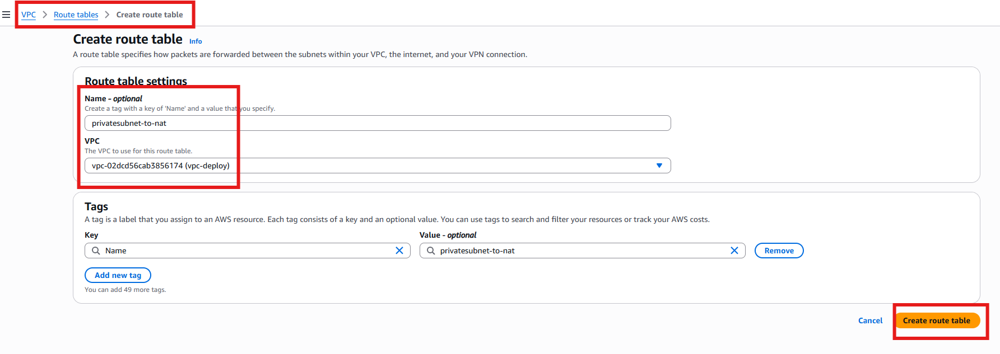 VPC > Route tables > Create route table
Create route table Info
A route table specifies how packets are forwarded between the subnets within your VPC, the internet, and your VPN connection.
Route table settings
Name - optional
Create a tag with a key of 'Name' and a value that you specify.
privatesubnet-to-nat
VPC
The VPC to use for this route table.
vpc-02dcd56cab3856174 (vpc-deploy)
Tags
A tag is a label that you assign to an AWS resource. Each tag consists of a key and an optional value. You can use tags to search and filter your resources or track your AWS costs.
Key Value - optional
Name privatesubnet-to-nat Remove
Add new tag
You can add 49 more tags.
Cancel Create route table